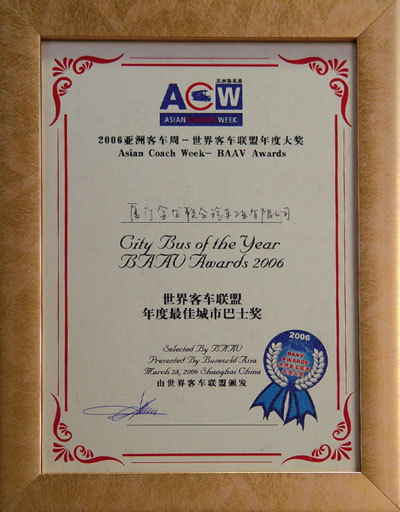 亚洲客车周
ACW
ASIAN COACH WEEK
2006亚洲客车周-世界客车联盟年度大奖
Asian Coach Week- BAAV Awards
厦门金龙联合汽车工业有限公司
City Bus of the Year
BAAV Awards 2006
世界客车联盟
年度最佳城市巴士奖
Selected By BAAV
Presented By Busworld Asia
March 28, 2006 Shanghai China
由世界客车联盟颁发
2006
BAAV
AWARDS